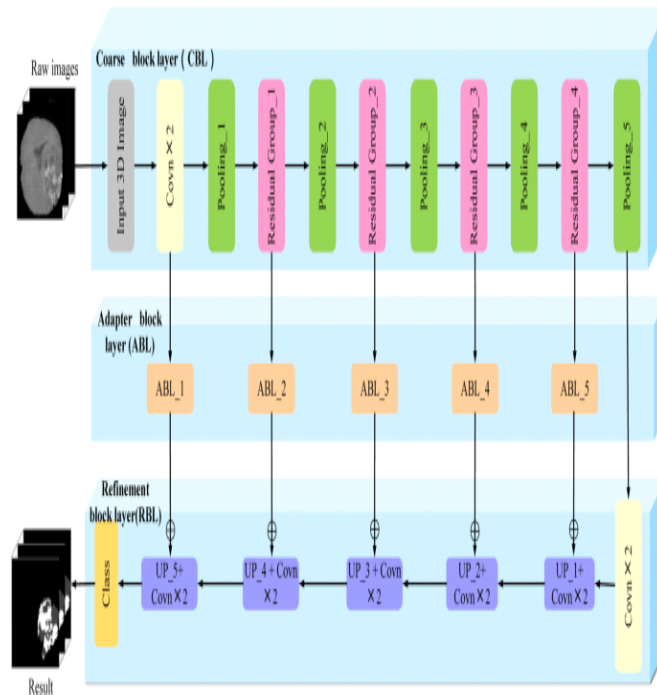 Coarse block layer ( CBL )
Raw images
Input 3D Image
Covn×2
Pooling_1
Residual Group_1
Pooling_2
Residual Group_2
Pooling_3
Residual Group_3
Pooling_4
Residual Group_4
Pooling_5
Adapter block
layer (ABL)
ABL_1
ABL_2
ABL_3
ABL_4
ABL_5
Refinement
block layer(RBL)
Class
UP_5+
Covn×2
UP_4 + Covn
×2
UP_3 + Covn
×2
UP_2+
Covn×2
UP_1+
Covn×2
Covn×2
Result